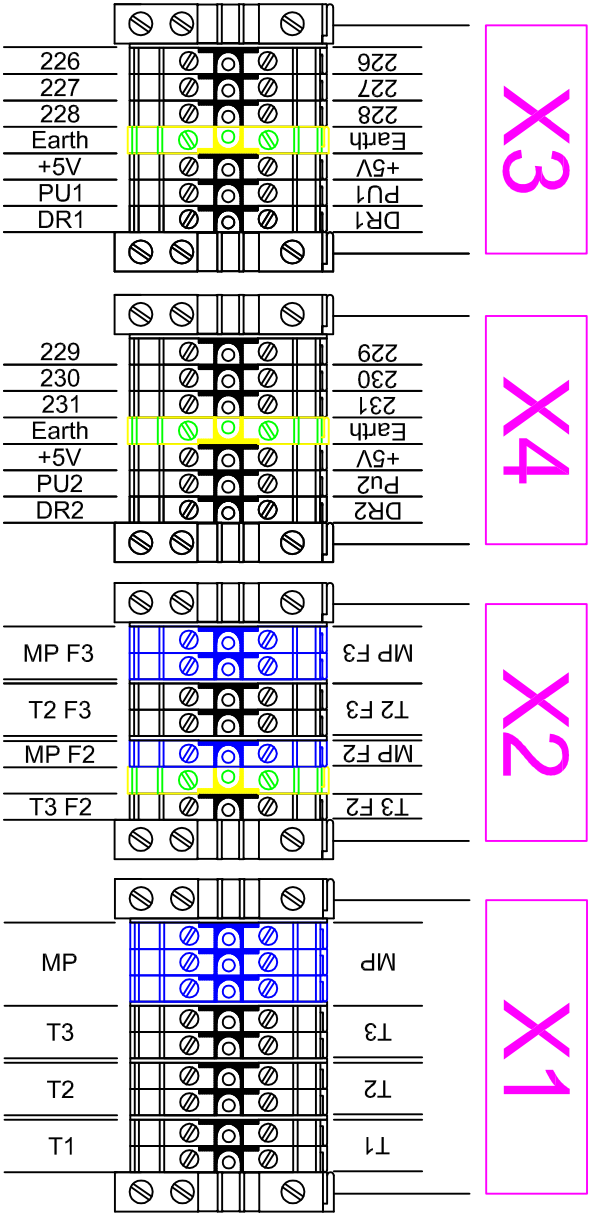 226 226
227 227
228 228
Earth Earth
+5V +5V
PU1 PU1
DR1 DR1
X3
229 229
230 230
231 231
Earth Earth
+5V +5V
PU2 Pu2
DR2 DR2
X4
MP F3 MP F3
T2 F3 T2 F3
MP F2 MP F2
T3 F2 T3 F2
X2
MP MP
T3 T3
T2 T2
T1 T1
X1